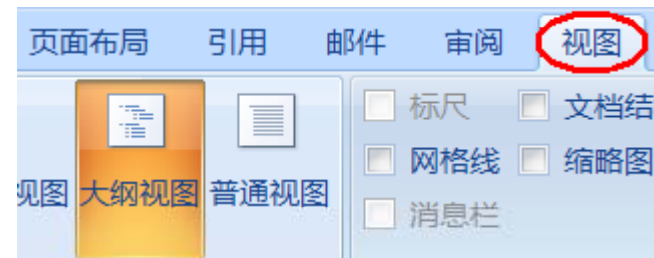 页面布局 引用 邮件 审阅 视图
标尺 文档结
网格线 缩略图
视图 大纲视图 普通视图
消息栏